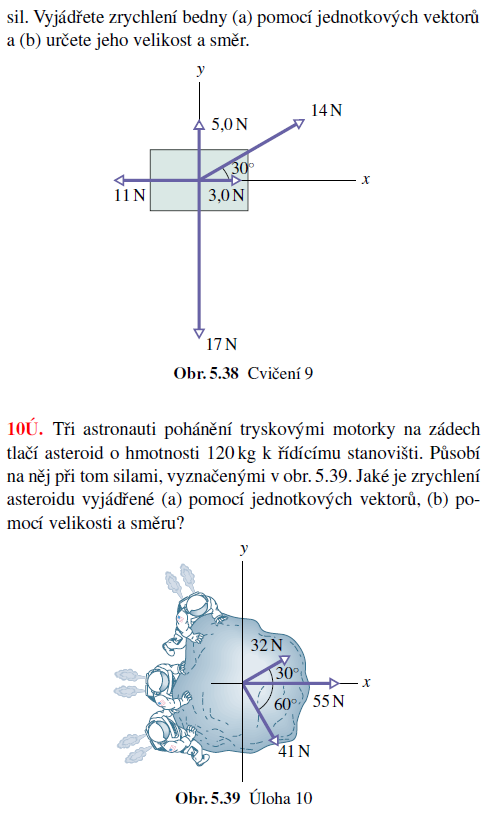 sil. Vyjádřete zrychlení bedny (a) pomocí jednotkových vektorů
a (b) určete jeho velikost a směr.
y
14 N
5,0 N
30°
x
11 N
3,0 N
17 N
Obr. 5.38 Cvičení 9
10Ú. Tři astronauti pohánění tryskovými motorky na zádech
tlačí asteroid o hmotnosti 120 kg k řídícímu stanovišti. Působí
na něj při tom silami, vyznačenými v obr. 5.39. Jaké je zrychlení
asteroidu vyjádřené (a) pomocí jednotkových vektorů, (b) po-
mocí velikosti a směru?
y
32 N
30°
x
60°
55 N
41 N
Obr. 5.39 Úloha 10